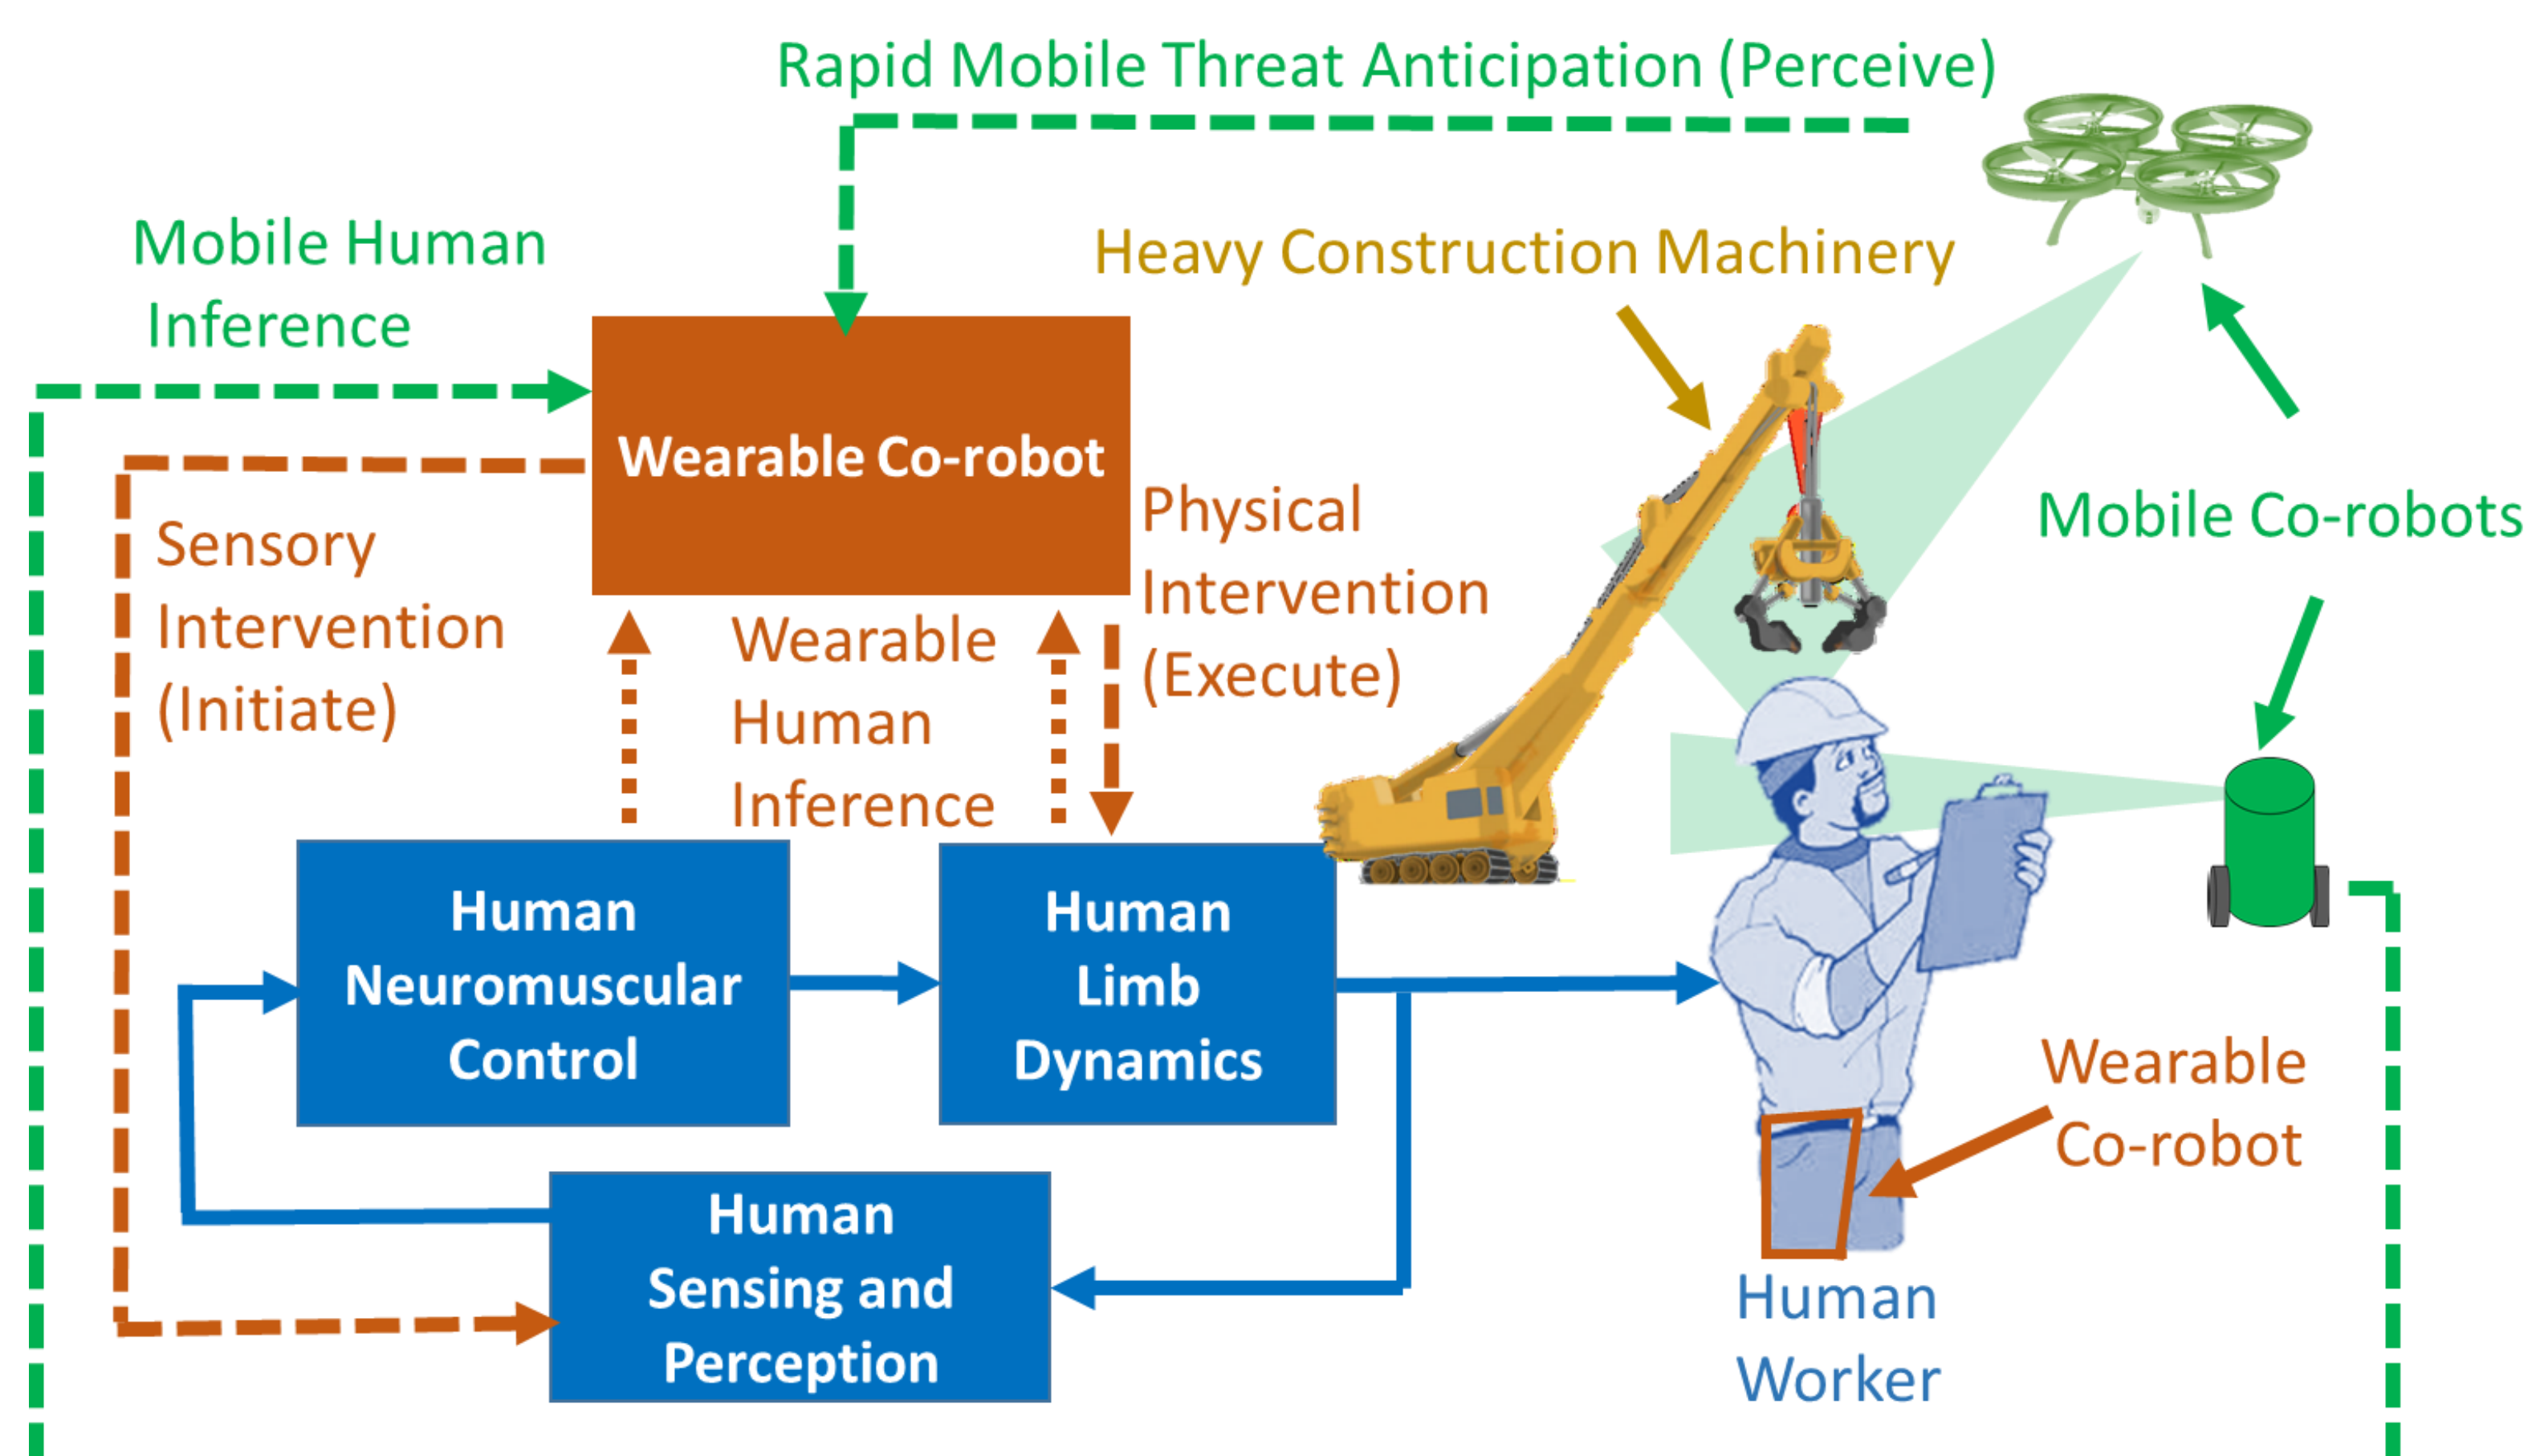 Rapid Mobile Threat Anticipation (Perceive)
Mobile Human
Inference
Heavy Construction Machinery
Wearable Co-robot
Mobile Co-robots
Sensory
Intervention
(Initiate)
Wearable
Human
Inference
Physical
Intervention
(Execute)
Human
Neuromuscular
Control
Human
Limb
Dynamics
Human
Sensing and
Perception
Wearable
Co-robot
Human
Worker